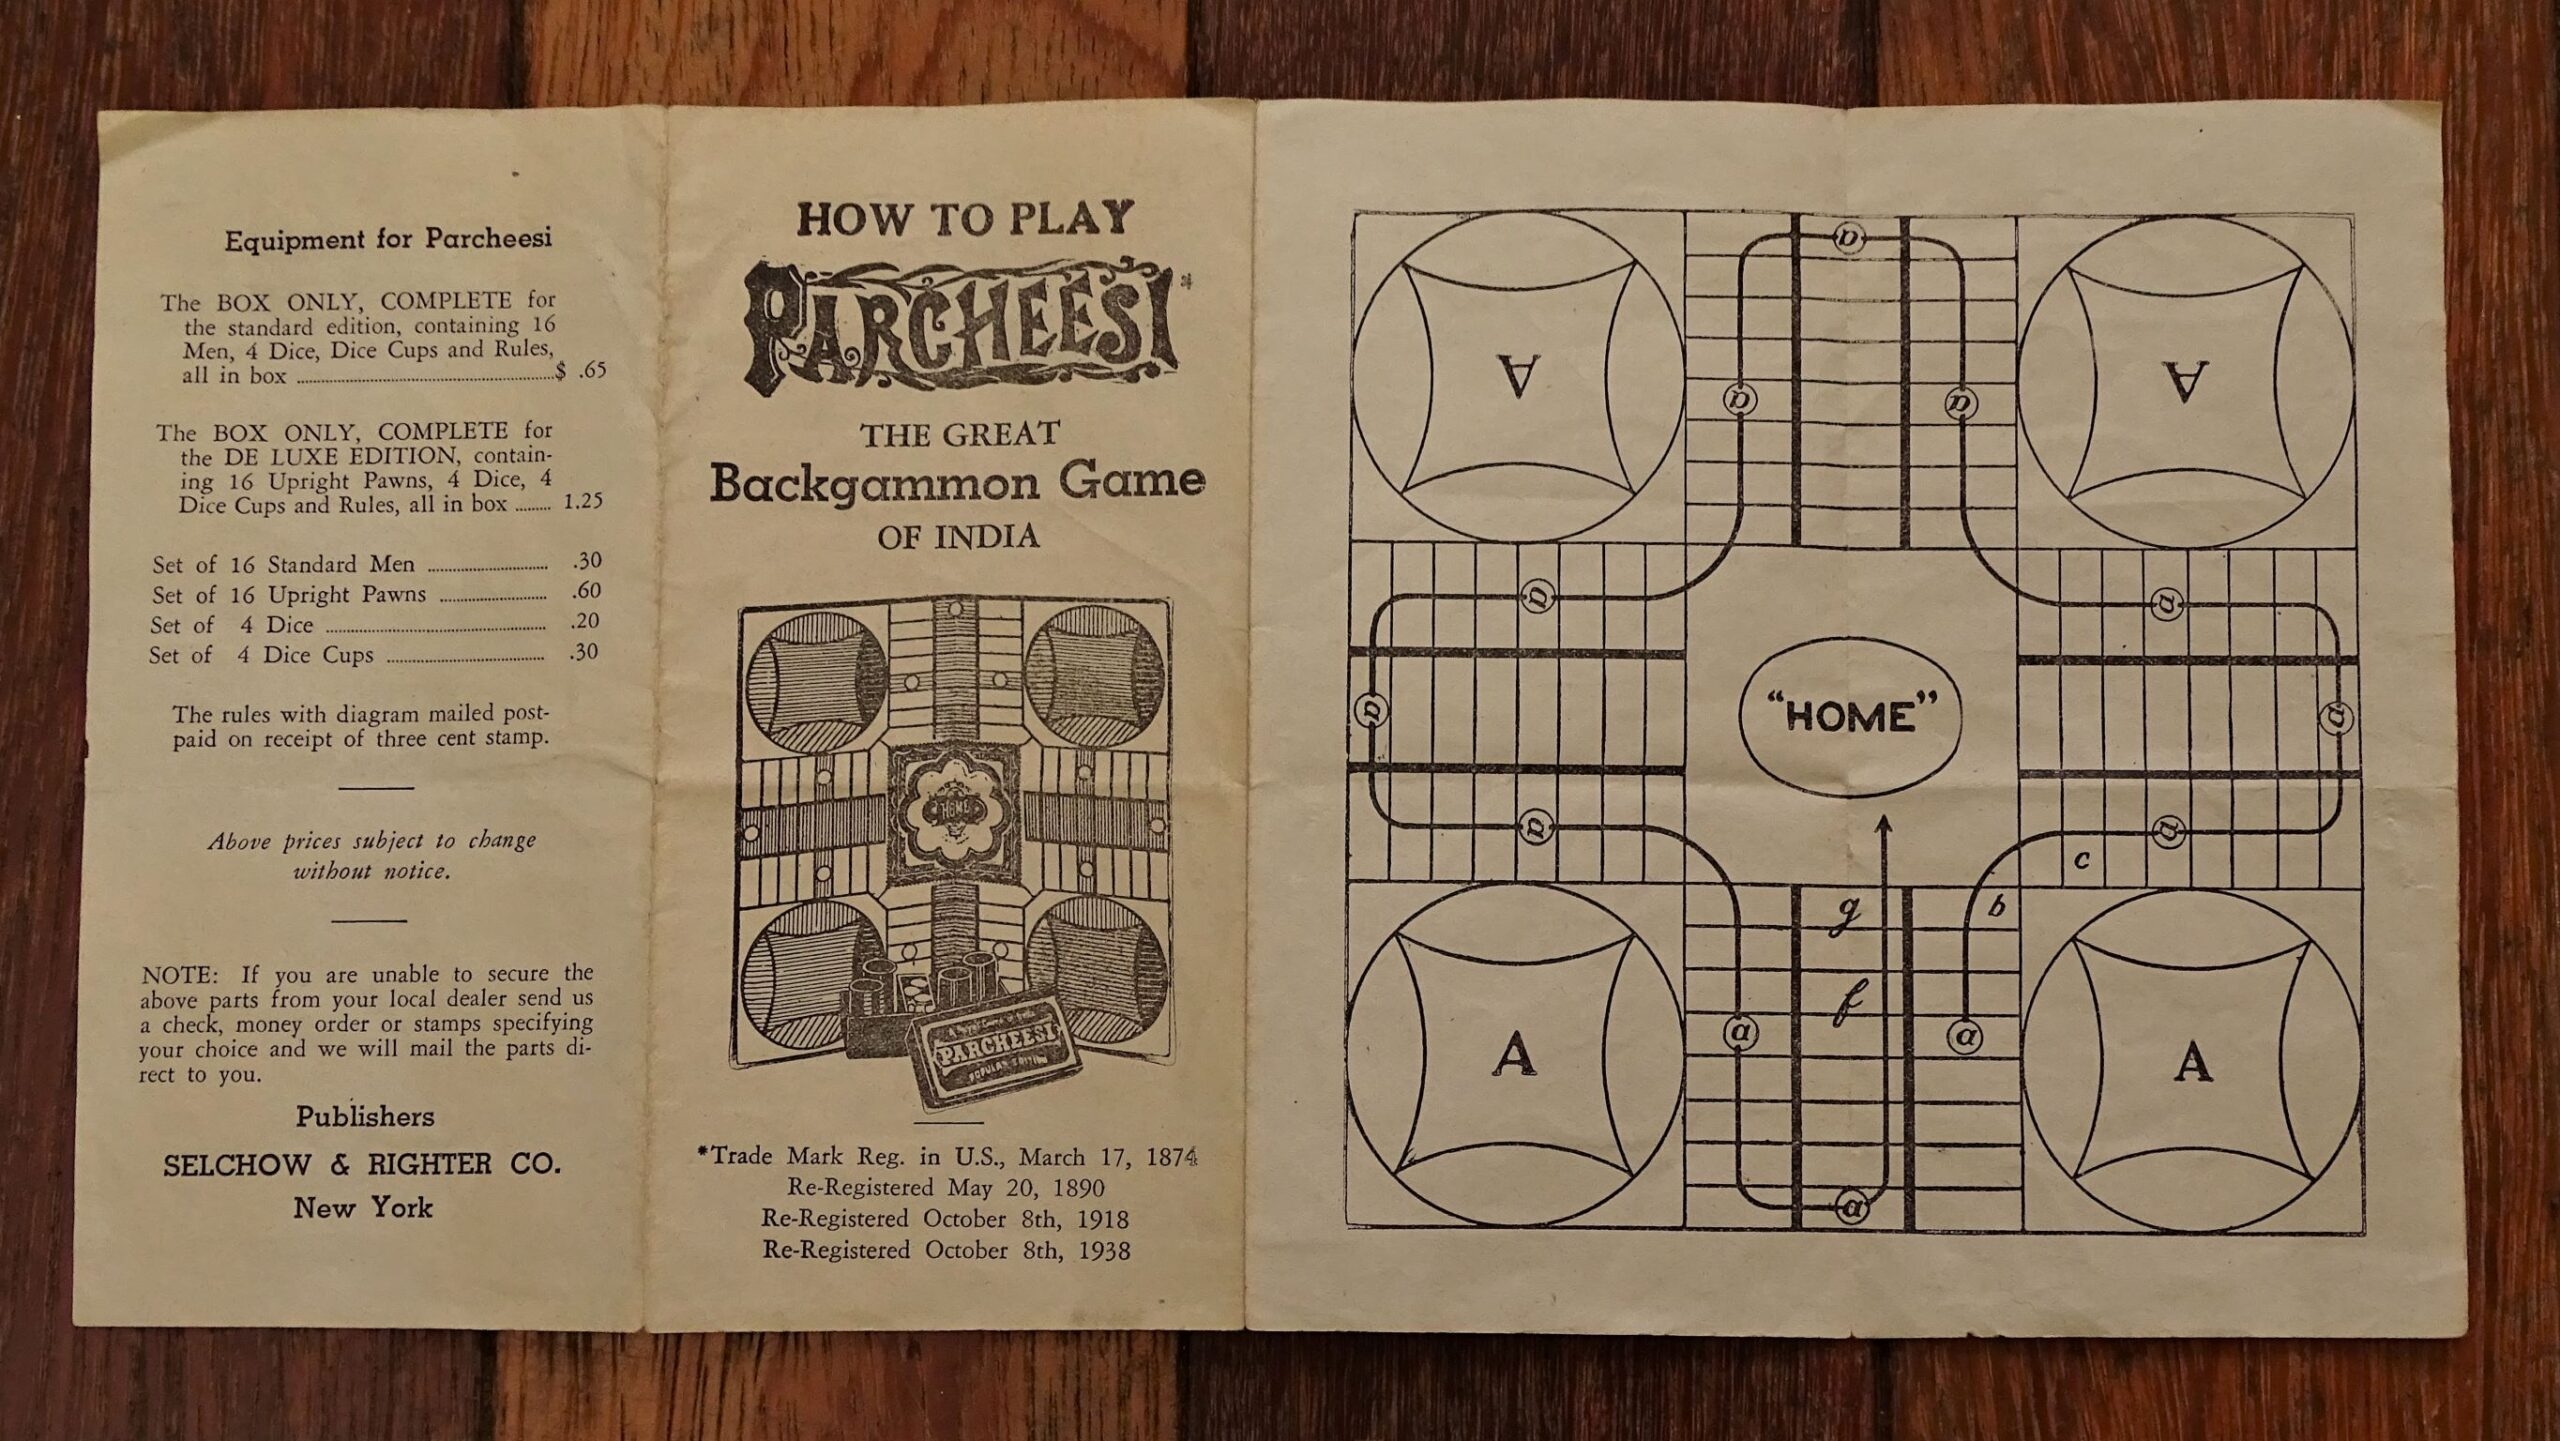 Equipment for Parcheesi
The BOX ONLY, COMPLETE for
the standard edition, containing 16
Men, 4 Dice, Dice Cups and Rules,
all in box ........ $ .65
The BOX ONLY, COMPLETE for
the DE LUXE EDITION, contain-
ing 16 Upright Pawns, 4 Dice, 4
Dice Cups and Rules, all in box ........ 1.25
Set of 16 Standard Men ........ .30
Set of 16 Upright Pawns ........ .60
Set of 4 Dice ........ .20
Set of 4 Dice Cups ........ .30
The rules with diagram mailed post-
paid on receipt of three cent stamp.
Above prices subject to change
without notice.
NOTE: If you are unable to secure the
above parts from your local dealer send us
a check, money order or stamps specifying
your choice and we will mail the parts di-
rect to you.
Publishers
SELCHOW & RIGHTER CO.
New York
HOW TO PLAY
PARCHEESI*
THE GREAT
Backgammon Game
OF INDIA
HOME
PARCHEESI
POPULAR EDITION
*Trade Mark Reg. in U.S., March 17, 1874
Re-Registered May 20, 1890
Re-Registered October 8th, 1918
Re-Registered October 8th, 1938
a
A
A
a
a
a
a
a
"HOME"
a
a
a
c
g
b
f
A
a
a
A
a